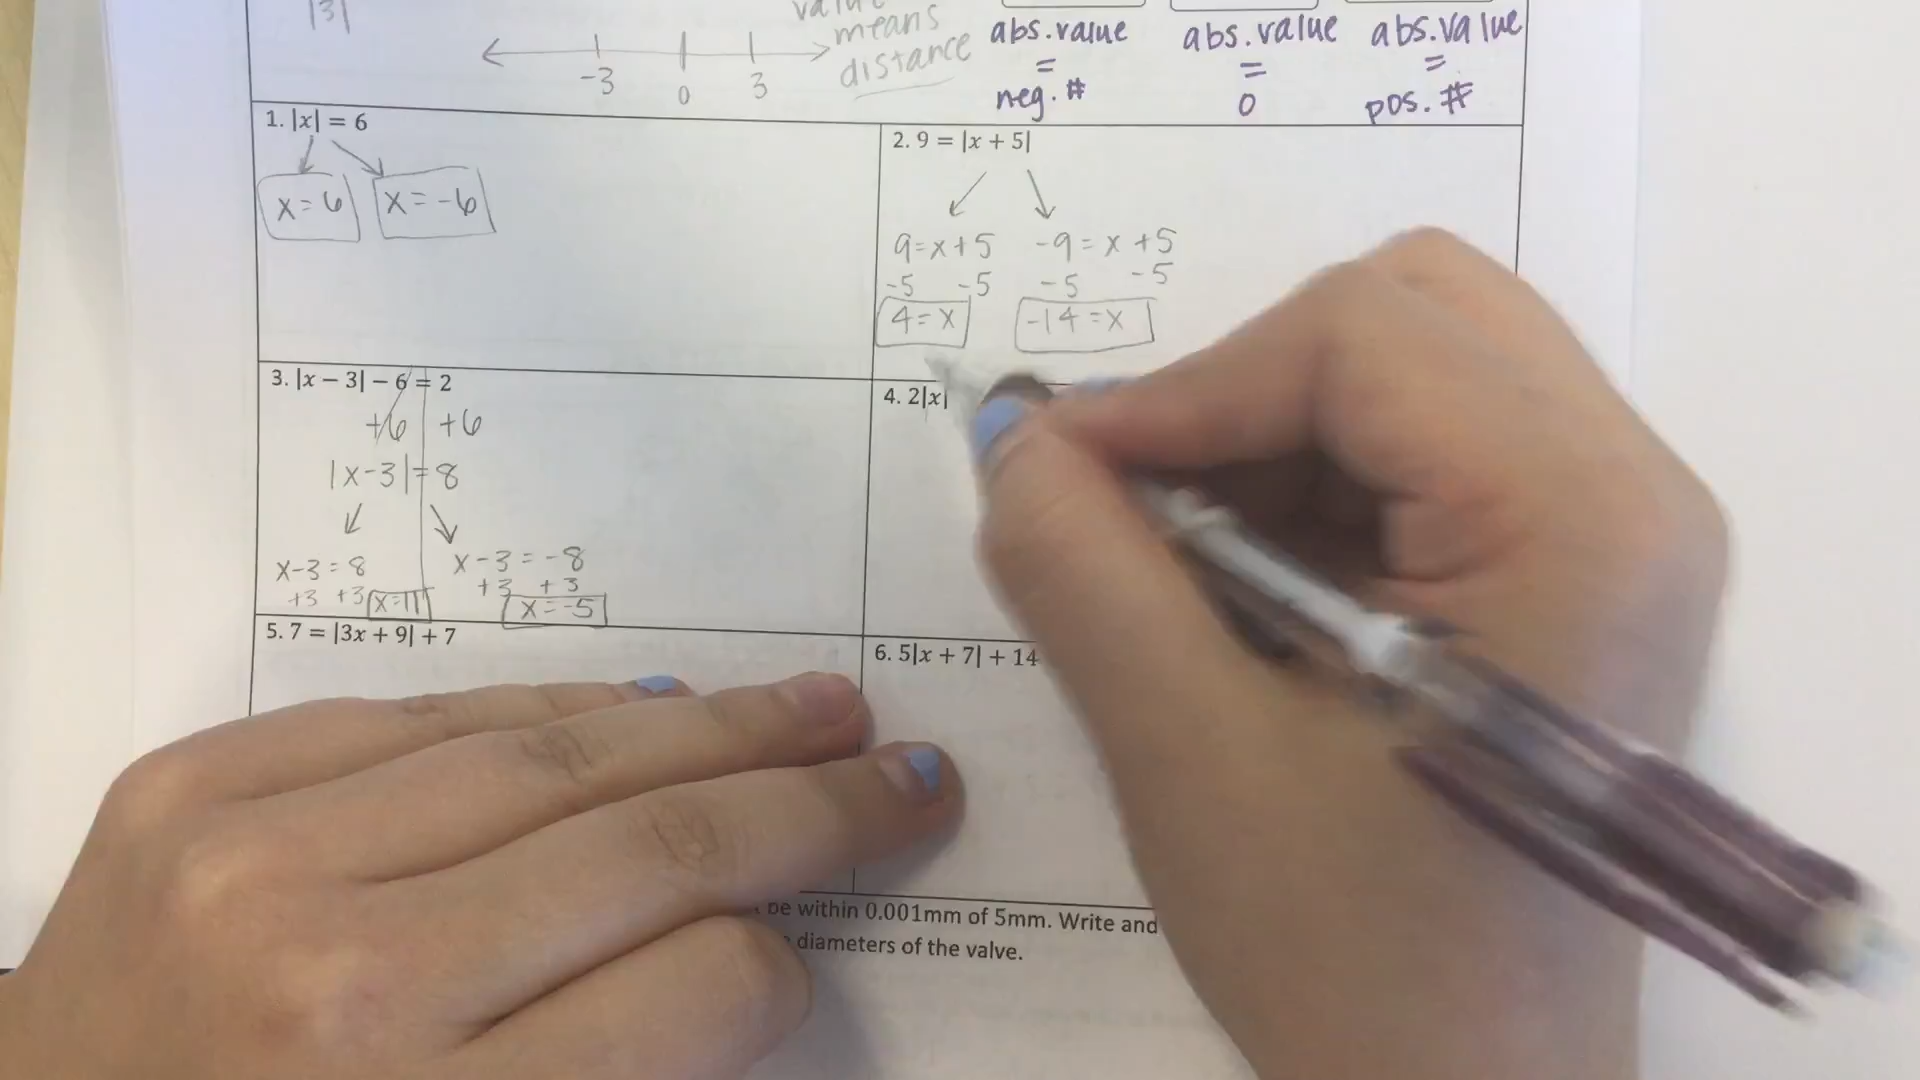 |3|
value
means
distance
-3
0
3
abs.value
=
neg. #
abs.value
=
0
abs.value
=
pos. #
1. |x| = 6
x = 6
x = -6
2. 9 = |x + 5|
9 = x + 5
-5 -5
4 = x
-9 = x + 5
-5 -5
-14 = x
3. |x − 3| − 6 = 2
+6 +6
|x-3| = 8
x-3 = 8
+3 +3
x=11
x-3 = -8
+3 +3
x = -5
4. 2|x|
5. 7 = |3x + 9| + 7
6. 5|x + 7| + 14
be within 0.001mm of 5mm. Write and
diameters of the valve.